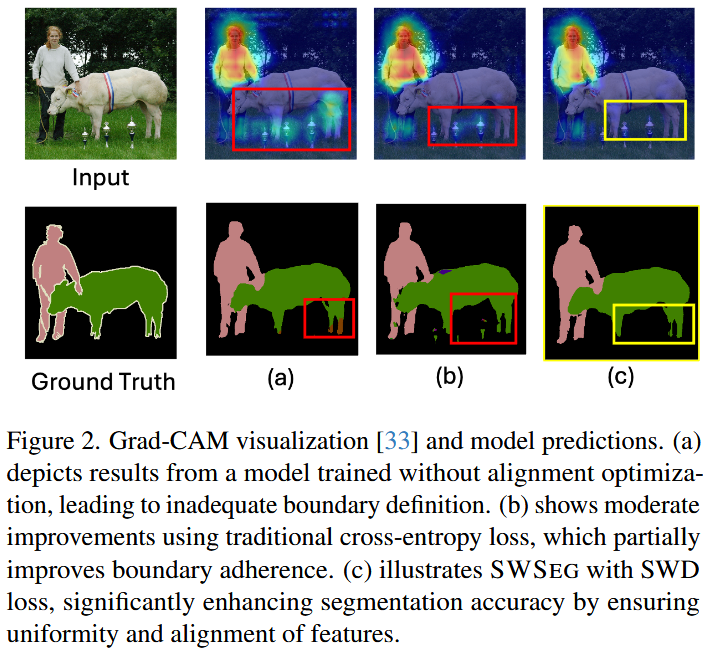 Input
Ground Truth
(a)
(b)
(c)
Figure 2. Grad-CAM visualization [33] and model predictions. (a)
depicts results from a model trained without alignment optimiza-
tion, leading to inadequate boundary definition. (b) shows moderate
improvements using traditional cross-entropy loss, which partially
improves boundary adherence. (c) illustrates SWSEG with SWD
loss, significantly enhancing segmentation accuracy by ensuring
uniformity and alignment of features.